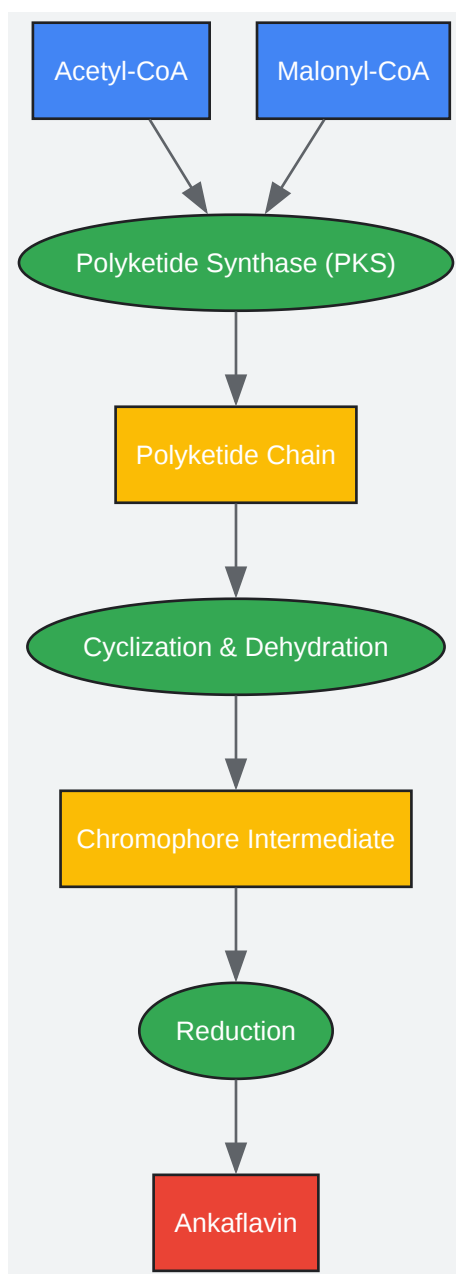 Acetyl-CoA
Malonyl-CoA
Polyketide Synthase (PKS)
Polyketide Chain
Cyclization & Dehydration
Chromophore Intermediate
Reduction
Ankaflavin